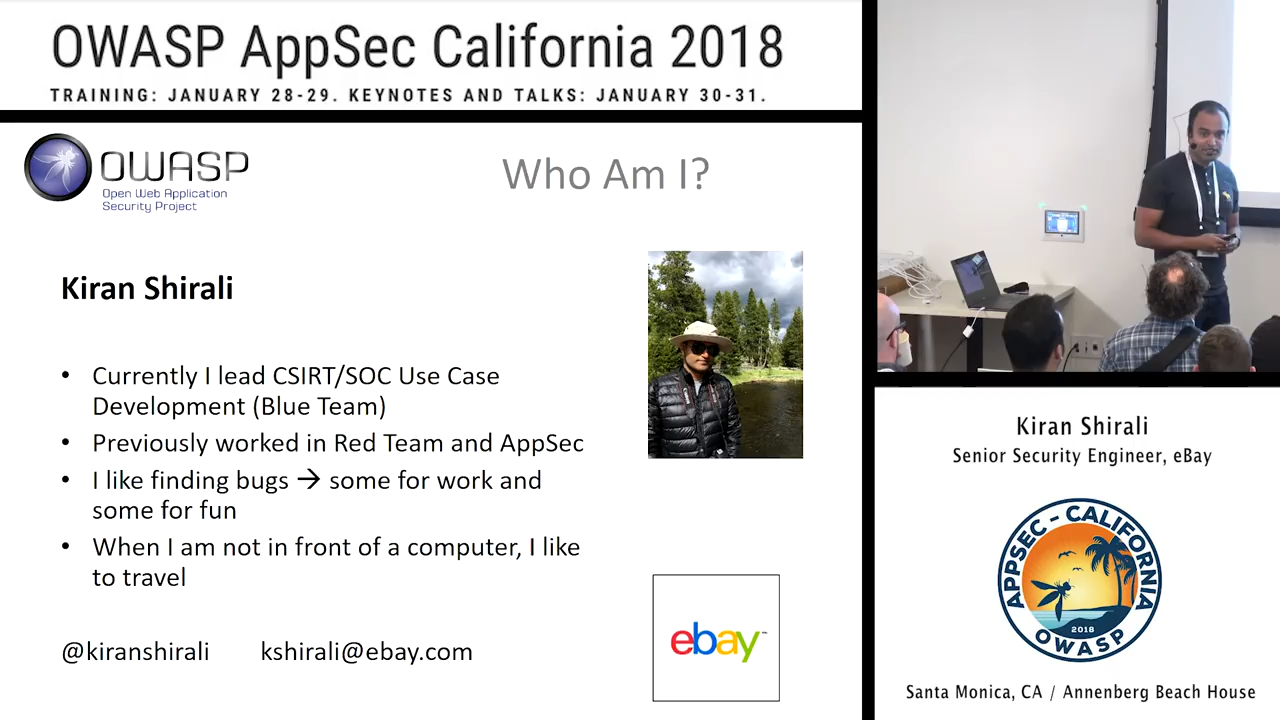 OWASP AppSec California 2018
TRAINING: JANUARY 28-29. KEYNOTES AND TALKS: JANUARY 30-31.
OWASP
Open Web Application
Security Project
Who Am I?
Kiran Shirali
• Currently I lead CSIRT/SOC Use Case
Development (Blue Team)
• Previously worked in Red Team and AppSec
• I like finding bugs → some for work and
some for fun
• When I am not in front of a computer, I like
to travel
@kiranshirali kshirali@ebay.com
ebay™
Kiran Shirali
Senior Security Engineer, eBay
APPSEC - CALIFORNIA
2018
OWASP
Santa Monica, CA / Annenberg Beach House